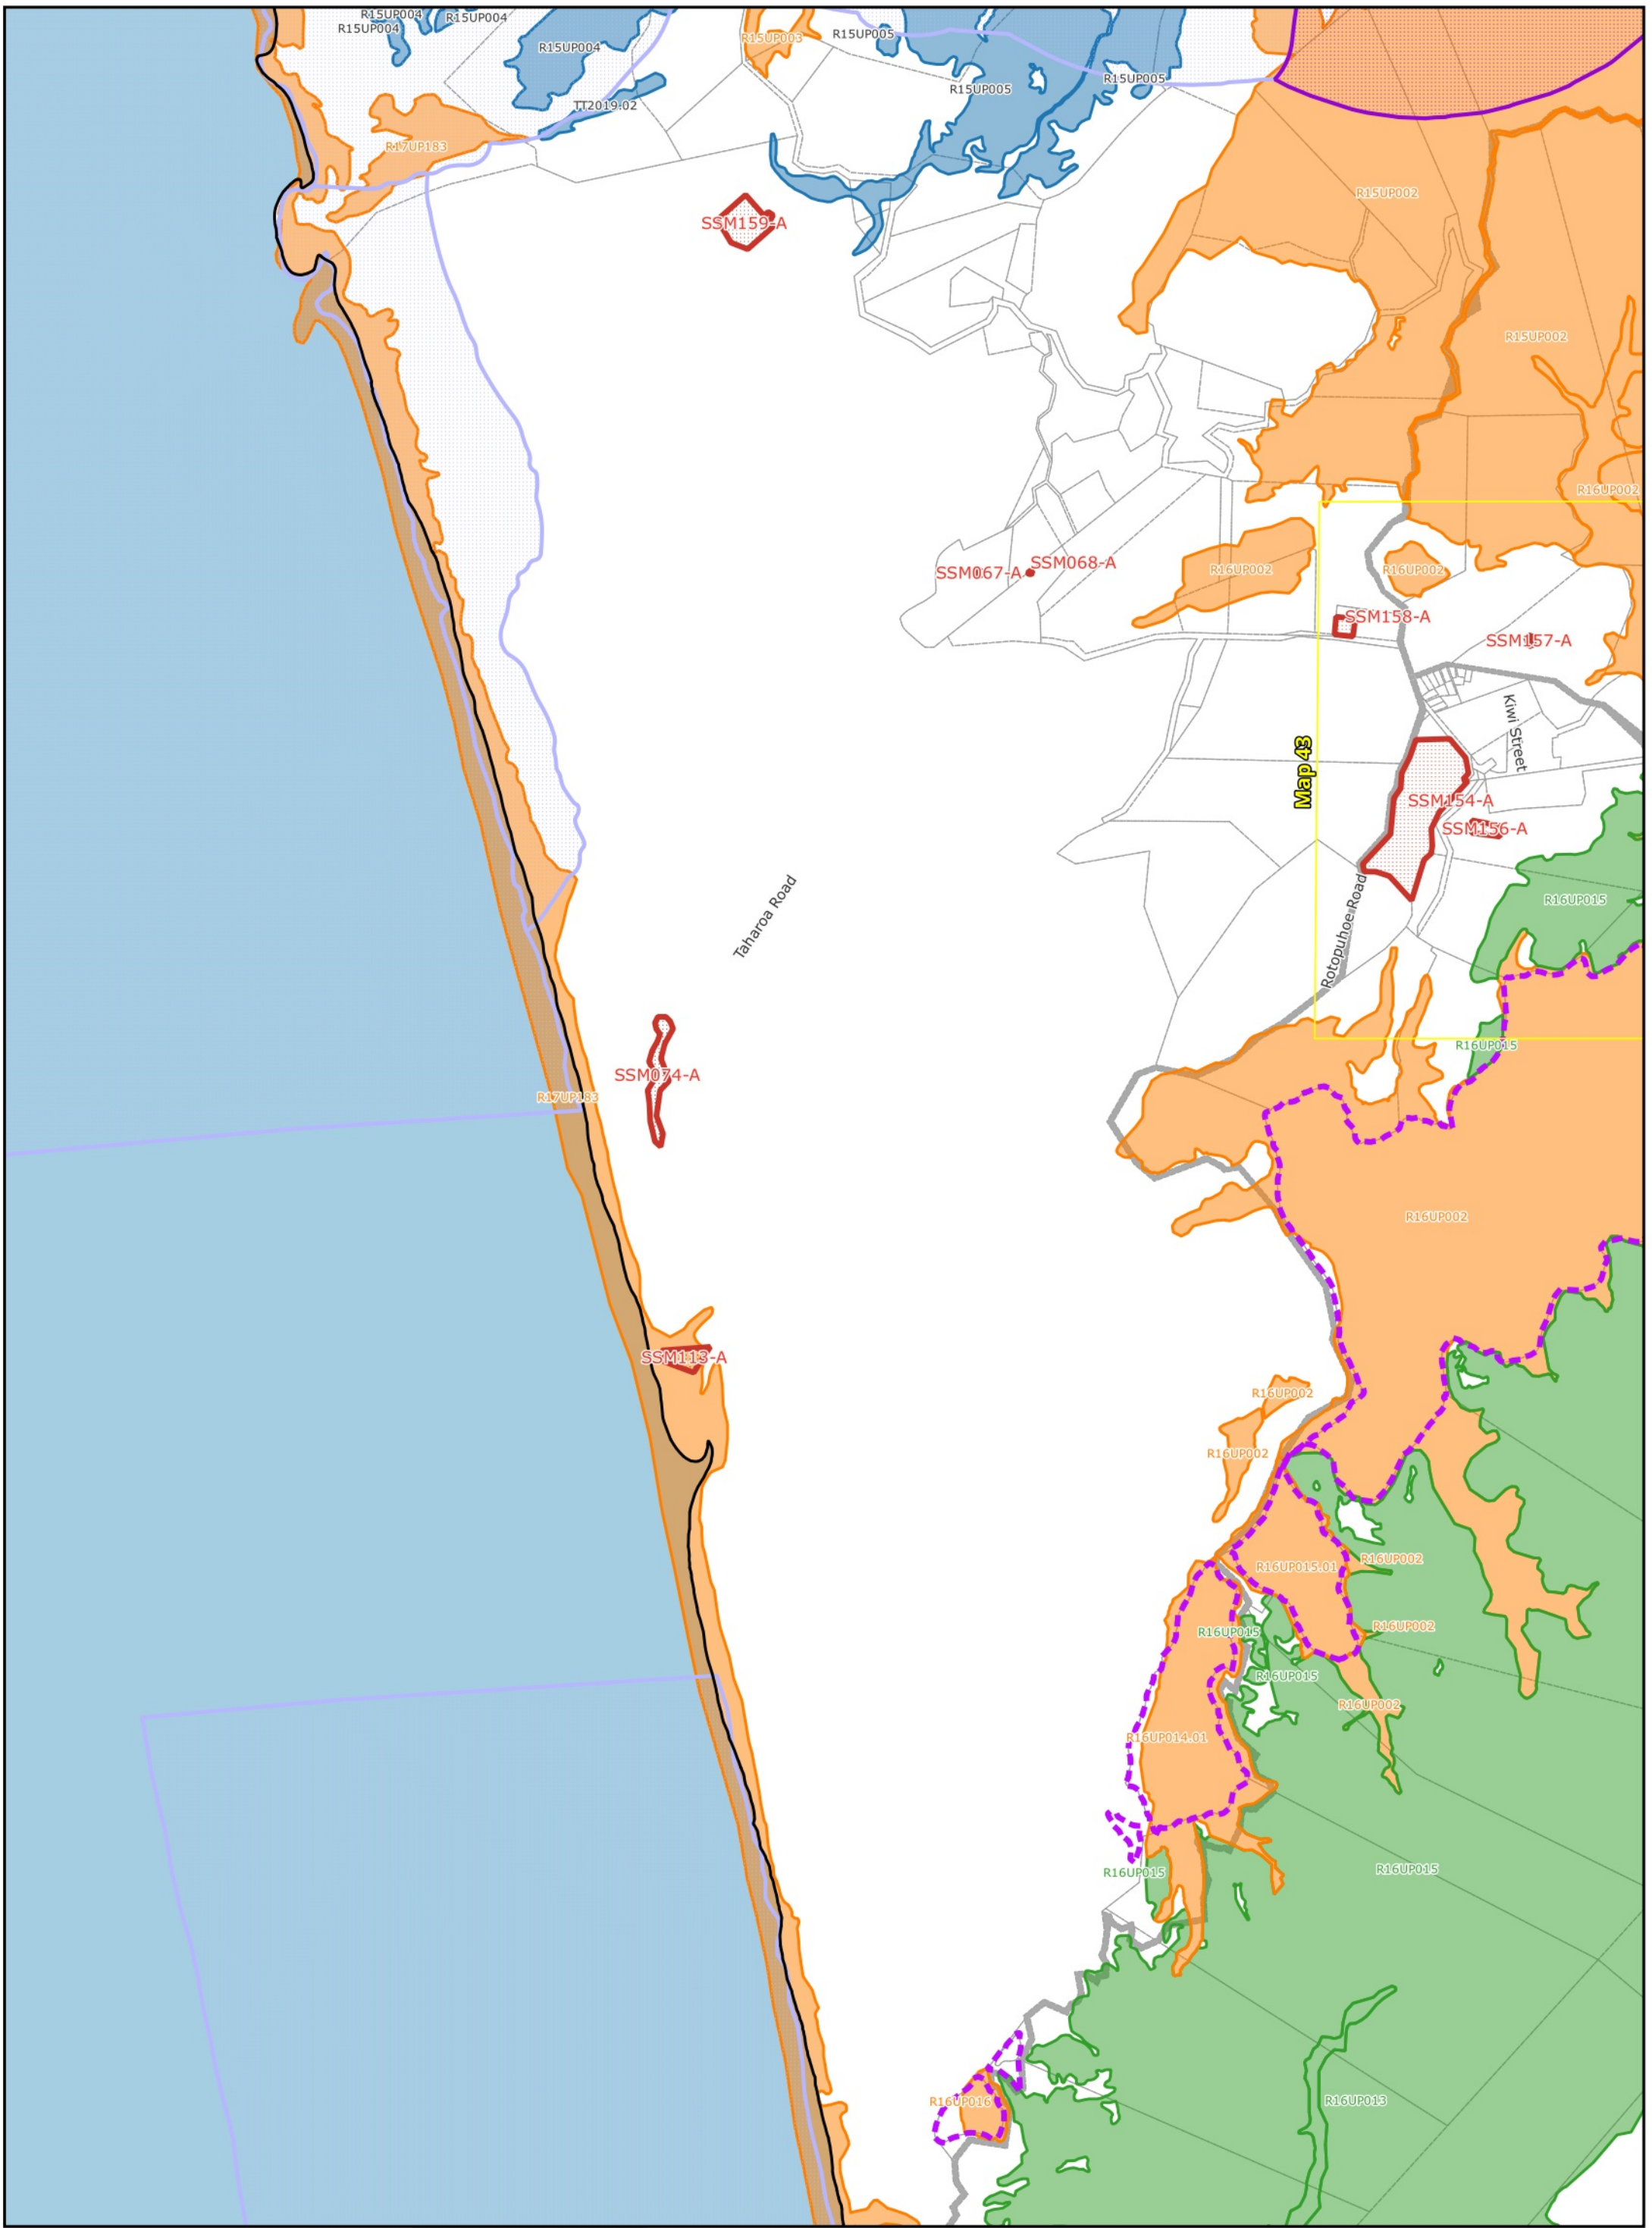 R15UP004
R15UP004
R15UP004
R15UP004
R15UP003
R15UP005
R15UP005
R15UP005
TT2019.02
R17UP183
R15UP002
SSM159-A
R15UP002
R16UP002
SSM067-A
SSM068-A
R16UP002
R16UP002
SSM158-A
SSM157-A
Kiwi Street
Map 43
SSM154-A
SSM156-A
R16UP015
Taharoa Road
Rotopuhoe Road
R16UP015
SSM074-A
R17UP183
R16UP002
SSM113-A
R16UP002
R16UP002
R16UP002
R16UP015.01
R16UP002
R16UP015
R16UP015
R16UP002
R16UP014.01
R16UP015
R16UP015
R16UP016
R16UP013